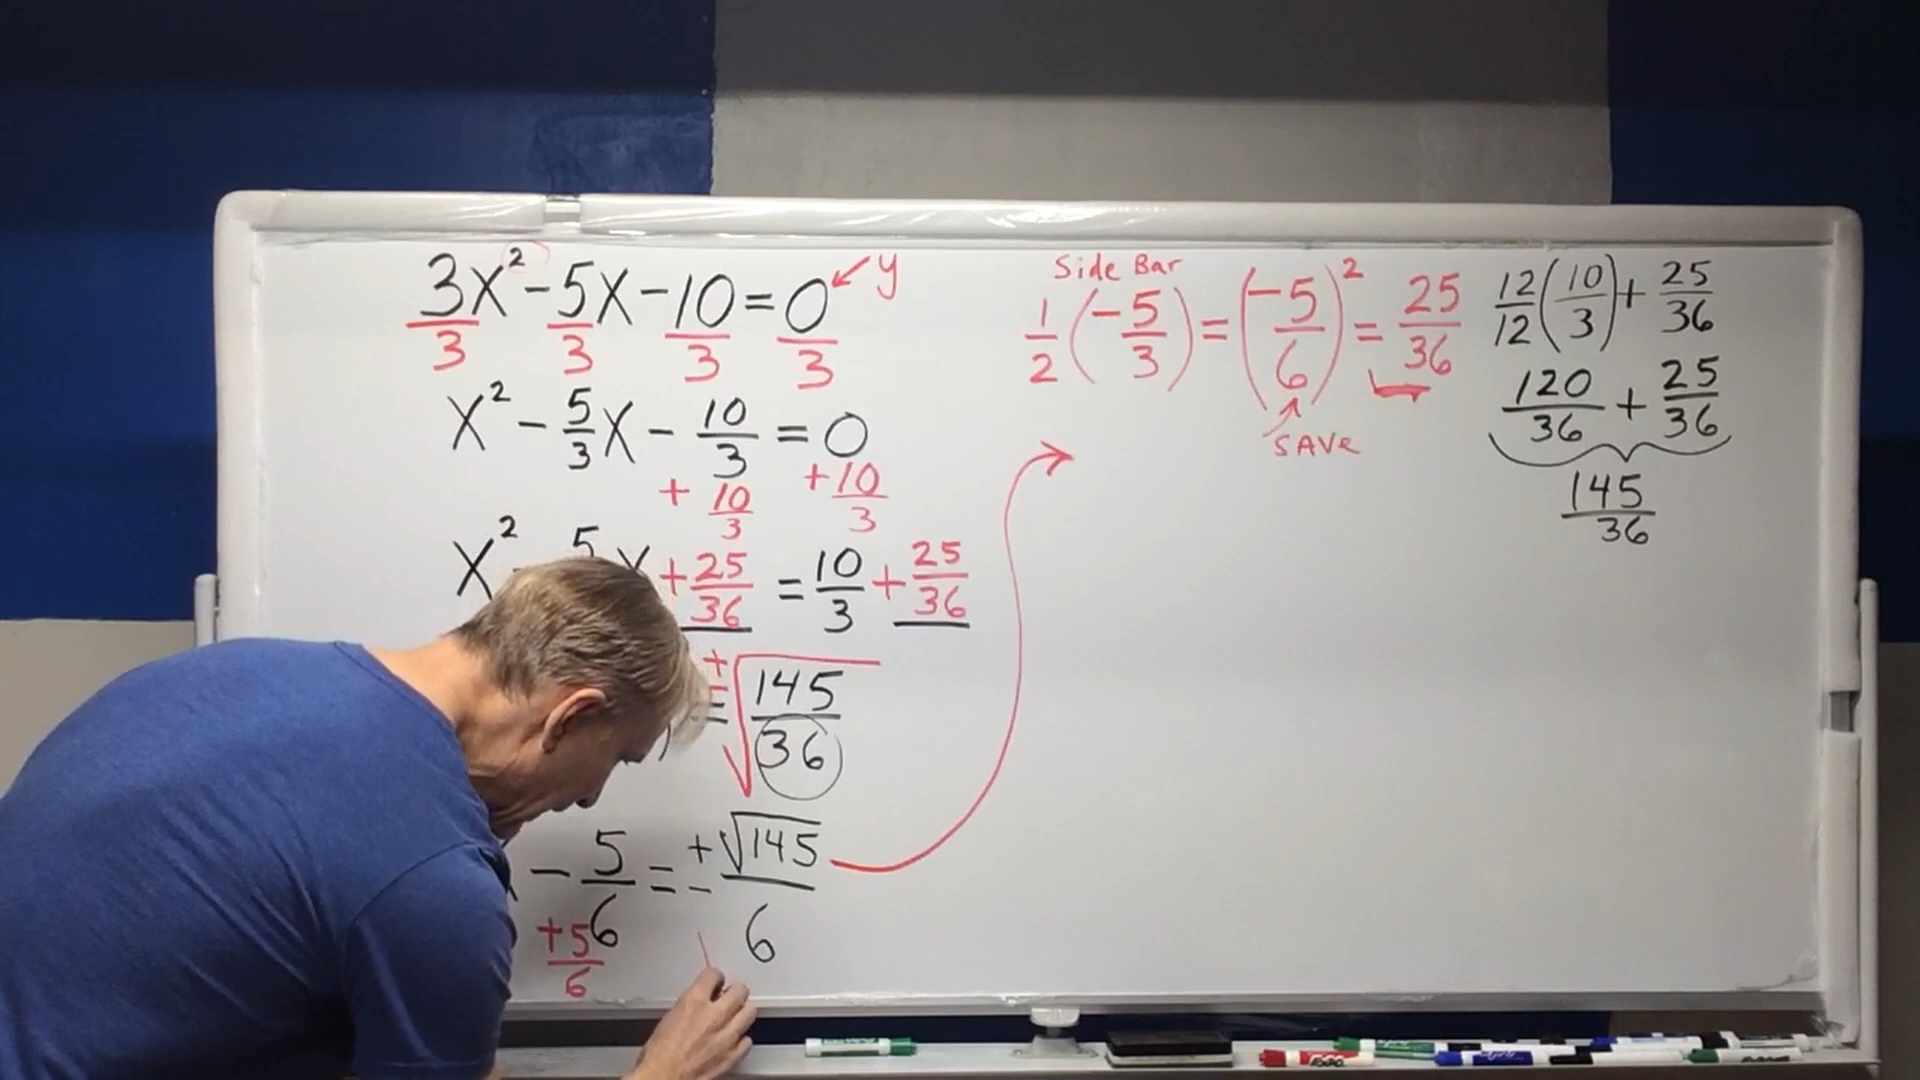 3x² - 5x - 10 = 0 ← y
3 3 3 3
x² - 5/3 x - 10/3 = 0
+ 10/3 + 10/3
x² - 5 x + 25/36 = 10/3 + 25/36
± = √ 145/36
- 5/6 = ± √145/6
+ 5/6
Side Bar
1/2 (-5/3) = (-5/6)² = 25/36
SAVE
12/12 (10/3) + 25/36
120/36 + 25/36
145/36
EXPO